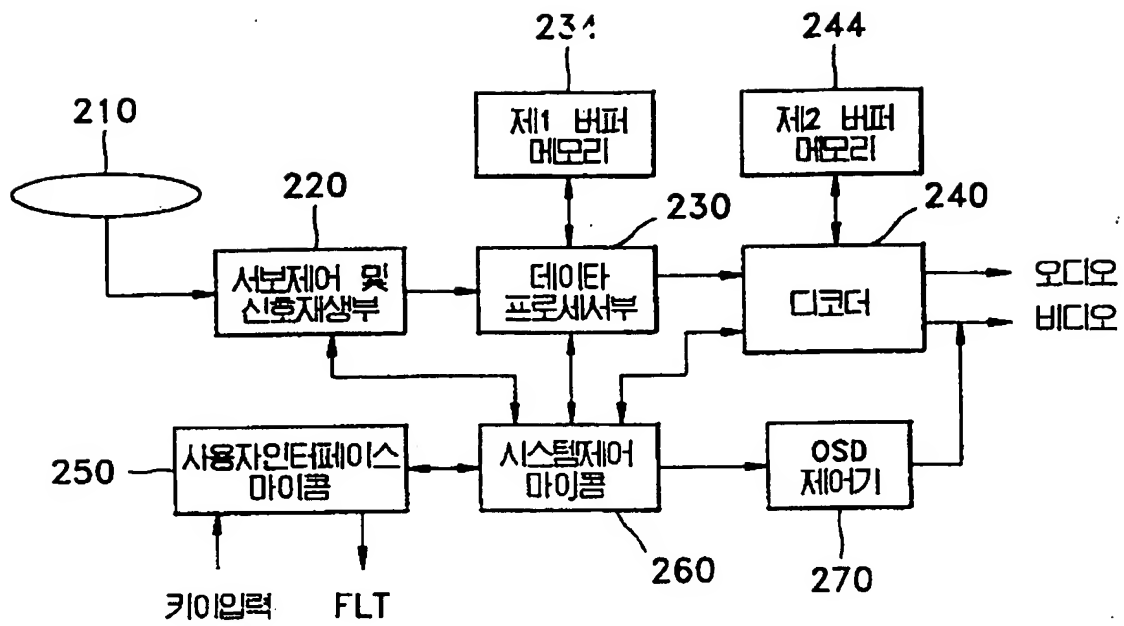 234
244
제1 버퍼
메모리
제2 버퍼
메모리
210
220
230
240
서보제어 및
신호재생부
데이타
프로세서부
디코더
오디오
비디오
250
사용자인터페이스
마이콤
시스템제어
마이콤
OSD
제어기
260
270
키이입력
FLT